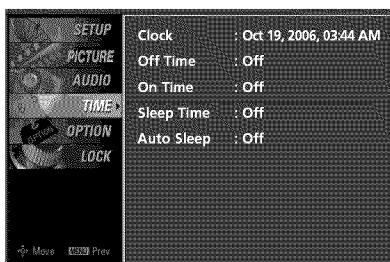 SETUP
PICTURE
AUDIO
TIME
OPTION
LOCK
Move MENU Prev
Clock : Oct 19, 2006, 03:44 AM
Off Time : Off
On Time : Off
Sleep Time : Off
Auto Sleep : Off